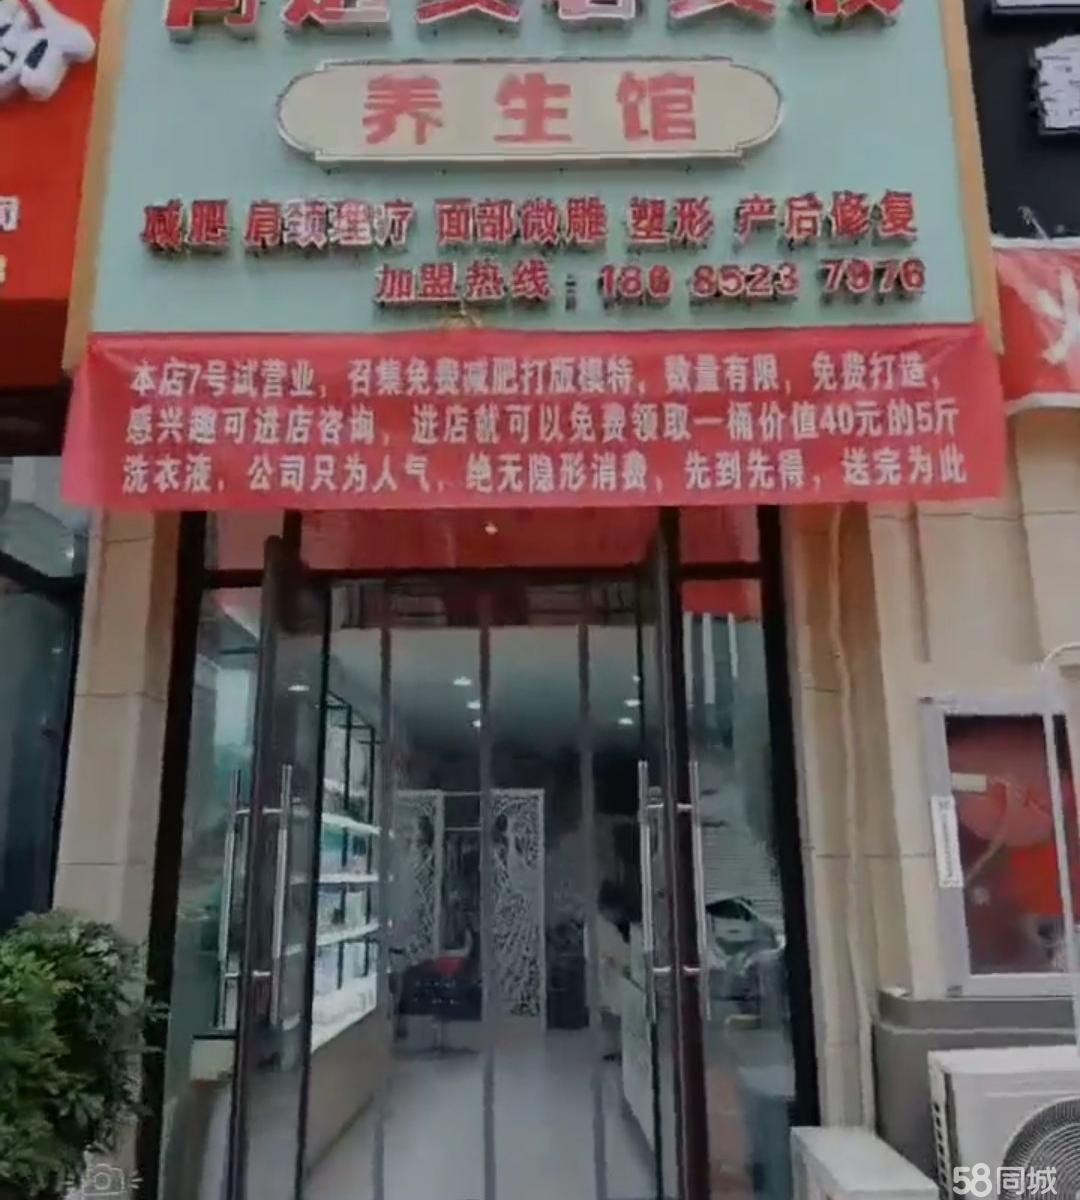 养生馆
减肥 肩颈理疗 面部微雕 塑形 产后修复
加盟热线：186 8523 7976
本店7号试营业，召集免费减肥打版模特，数量有限，免费打造，
感兴趣可进店咨询，进店就可以免费领取一桶价值40元的5斤
洗衣液，公司只为人气，绝无隐形消费，先到先得，送完为此
58同城